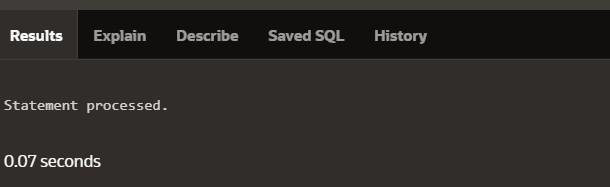 Results Explain Describe Saved SQL History
Statement processed.
0.07 seconds